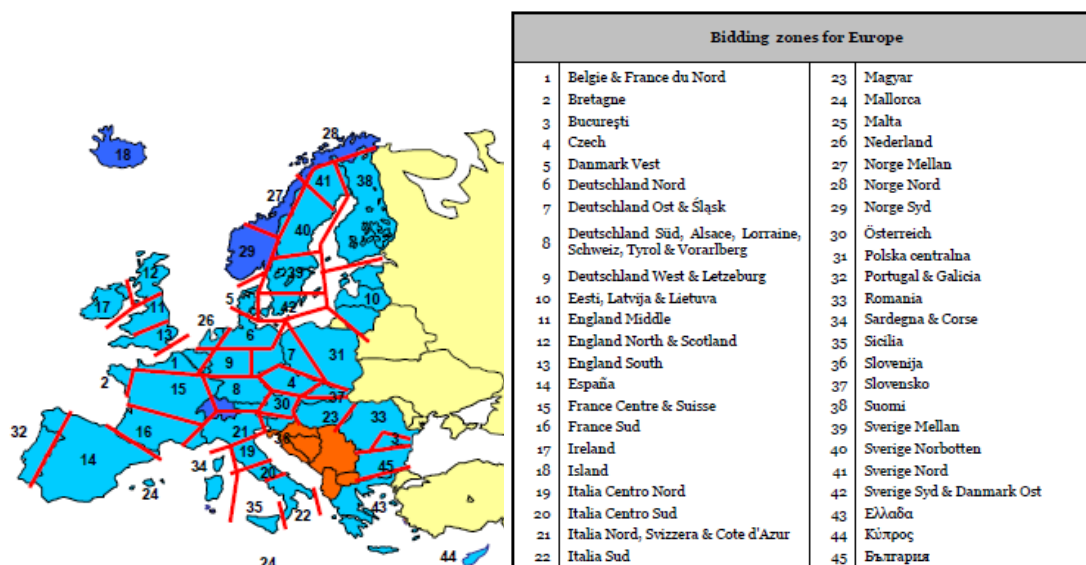 28
18
41
38
27
40
29
12
39
10
5
17
11
42
26
13
6
31
7
1
9
2
15
8
4
37
30
23
33
32
16
21
3
14
19
34
45
20
24
35
22
43
44
Bidding zones for Europe
1 Belgie & France du Nord
2 Bretagne
3 Bucureşti
4 Czech
5 Danmark Vest
6 Deutschland Nord
7 Deutschland Ost & Śląsk
8 Deutschland Süd, Alsace, Lorraine,
Schweiz, Tyrol & Vorarlberg
9 Deutschland West & Letzeburg
10 Eesti, Latvija & Lietuva
11 England Middle
12 England North & Scotland
13 England South
14 España
15 France Centre & Suisse
16 France Sud
17 Ireland
18 Island
19 Italia Centro Nord
20 Italia Centro Sud
21 Italia Nord, Svizzera & Cote d'Azur
22 Italia Sud
23 Magyar
24 Mallorca
25 Malta
26 Nederland
27 Norge Mellan
28 Norge Nord
29 Norge Syd
30 Österreich
31 Polska centralna
32 Portugal & Galicia
33 Romania
34 Sardegna & Corse
35 Sicilia
36 Slovenija
37 Slovensko
38 Suomi
39 Sverige Mellan
40 Sverige Norbotten
41 Sverige Nord
42 Sverige Syd & Danmark Ost
43 Ελλαδα
44 Κύπρος
45 България